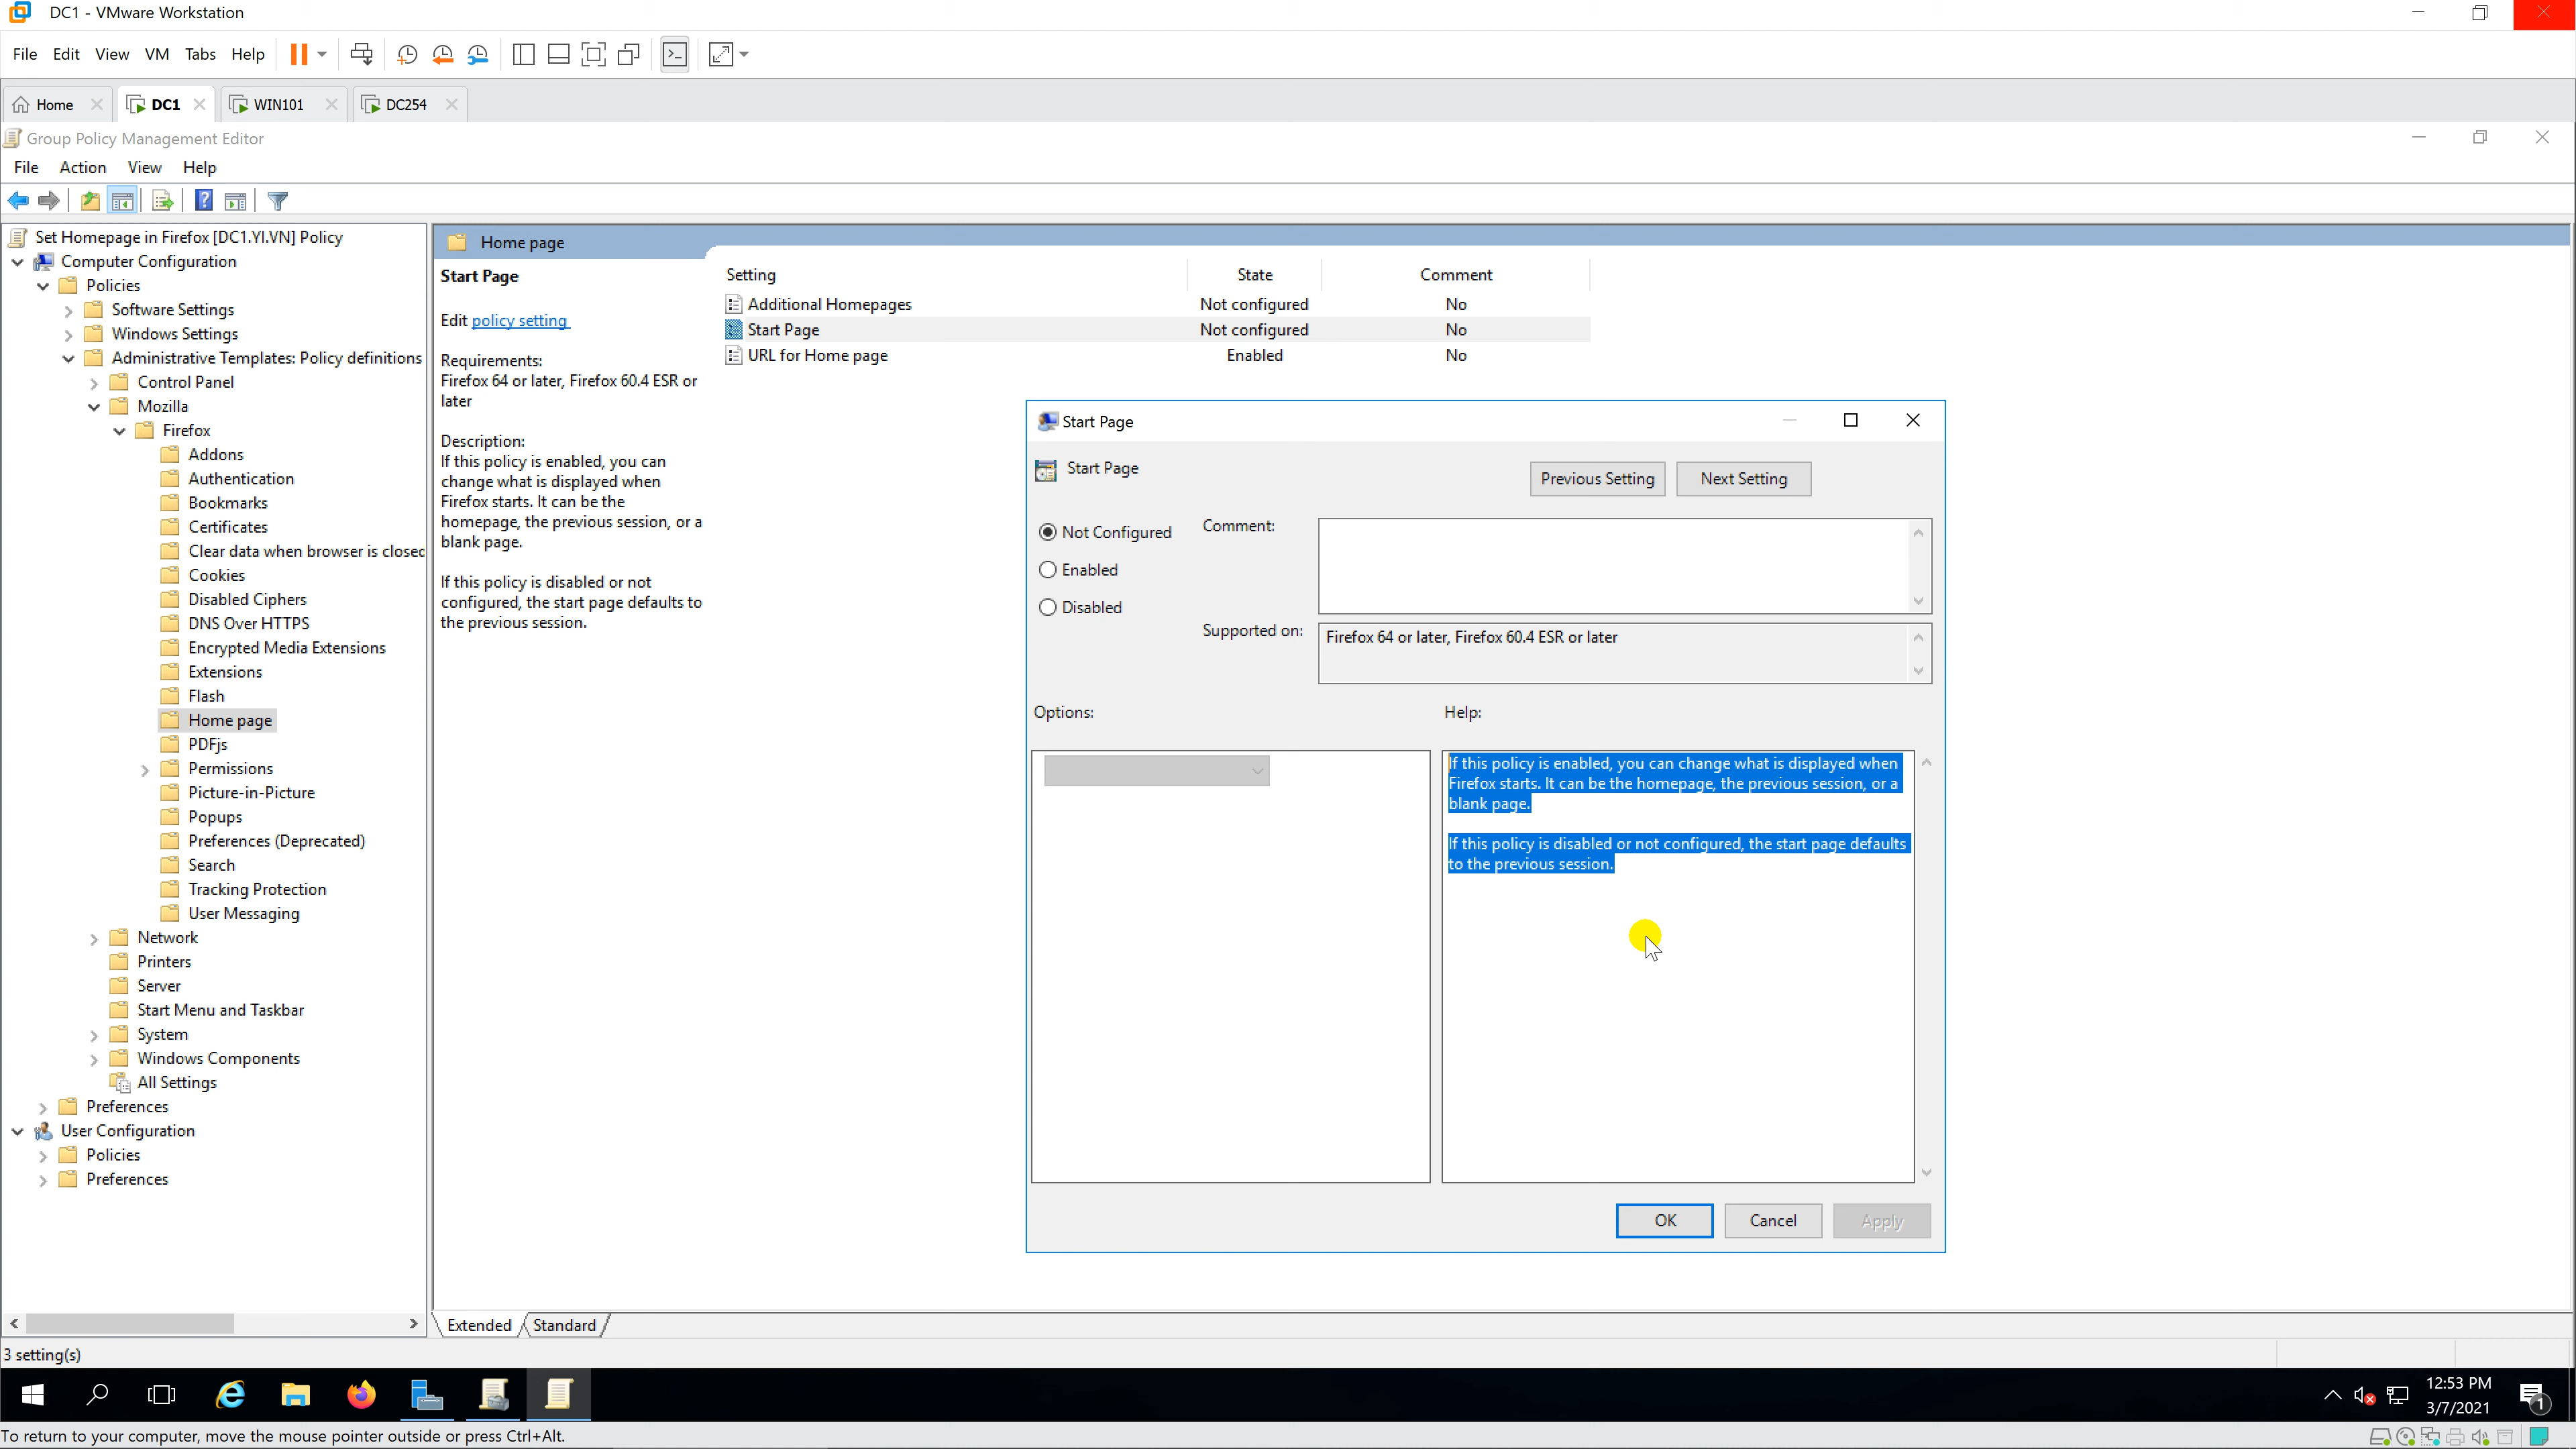 DC1 - VMware Workstation
File Edit View VM Tabs Help
Home DC1 WIN101 DC254
Group Policy Management Editor
File Action View Help
Set Homepage in Firefox [DC1.YI.VN] Policy
Computer Configuration
Policies
Software Settings
Windows Settings
Administrative Templates: Policy definitions
Control Panel
Mozilla
Firefox
Addons
Authentication
Bookmarks
Certificates
Clear data when browser is closed
Cookies
Disabled Ciphers
DNS Over HTTPS
Encrypted Media Extensions
Extensions
Flash
Home page
PDFjs
Permissions
Picture-in-Picture
Popups
Preferences (Deprecated)
Search
Tracking Protection
User Messaging
Network
Printers
Server
Start Menu and Taskbar
System
Windows Components
All Settings
Preferences
User Configuration
Policies
Preferences
Home page
Start Page
Edit policy setting
Requirements:
Firefox 64 or later, Firefox 60.4 ESR or
later
Description:
If this policy is enabled, you can
change what is displayed when
Firefox starts. It can be the
homepage, the previous session, or a
blank page.
If this policy is disabled or not
configured, the start page defaults to
the previous session.
Setting State Comment
Additional Homepages Not configured No
Start Page Not configured No
URL for Home page Enabled No
Start Page
Start Page
Previous Setting Next Setting
Not Configured
Enabled
Disabled
Comment:
Supported on: Firefox 64 or later, Firefox 60.4 ESR or later
Options: Help:
If this policy is enabled, you can change what is displayed when
Firefox starts. It can be the homepage, the previous session, or a
blank page.
If this policy is disabled or not configured, the start page defaults
to the previous session.
OK Cancel Apply
Extended Standard
3 setting(s)
12:53 PM
3/7/2021
1
To return to your computer, move the mouse pointer outside or press Ctrl+Alt.